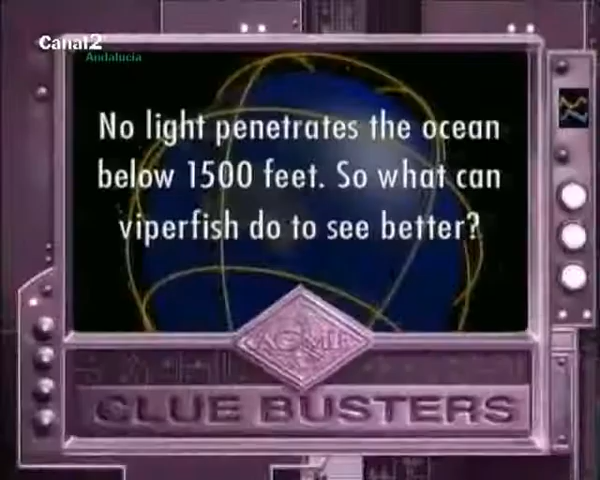 Canal2
Andalucía
No light penetrates the ocean
below 1500 feet. So what can
viperfish do to see better?
ACME
CLUE BUSTERS